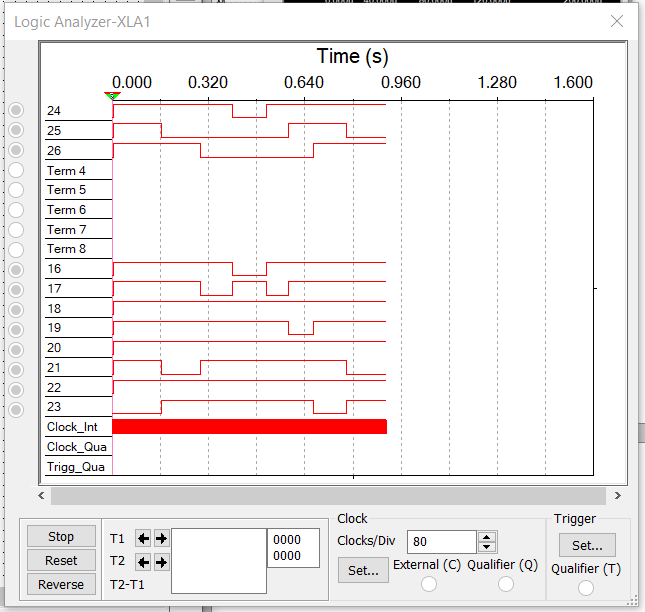 Logic Analyzer-XLA1
Time (s)
0.000 0.320 0.640 0.960 1.280 1.600
24
25
26
Term 4
Term 5
Term 6
Term 7
Term 8
16
17
18
19
20
21
22
23
Clock_Int
Clock_Qua
Trigg_Qua
Stop
Reset
Reverse
T1
T2
T2-T1
0000
0000
Clock
Clocks/Div 80
Set...
External (C) Qualifier (Q)
Trigger
Set...
Qualifier (T)